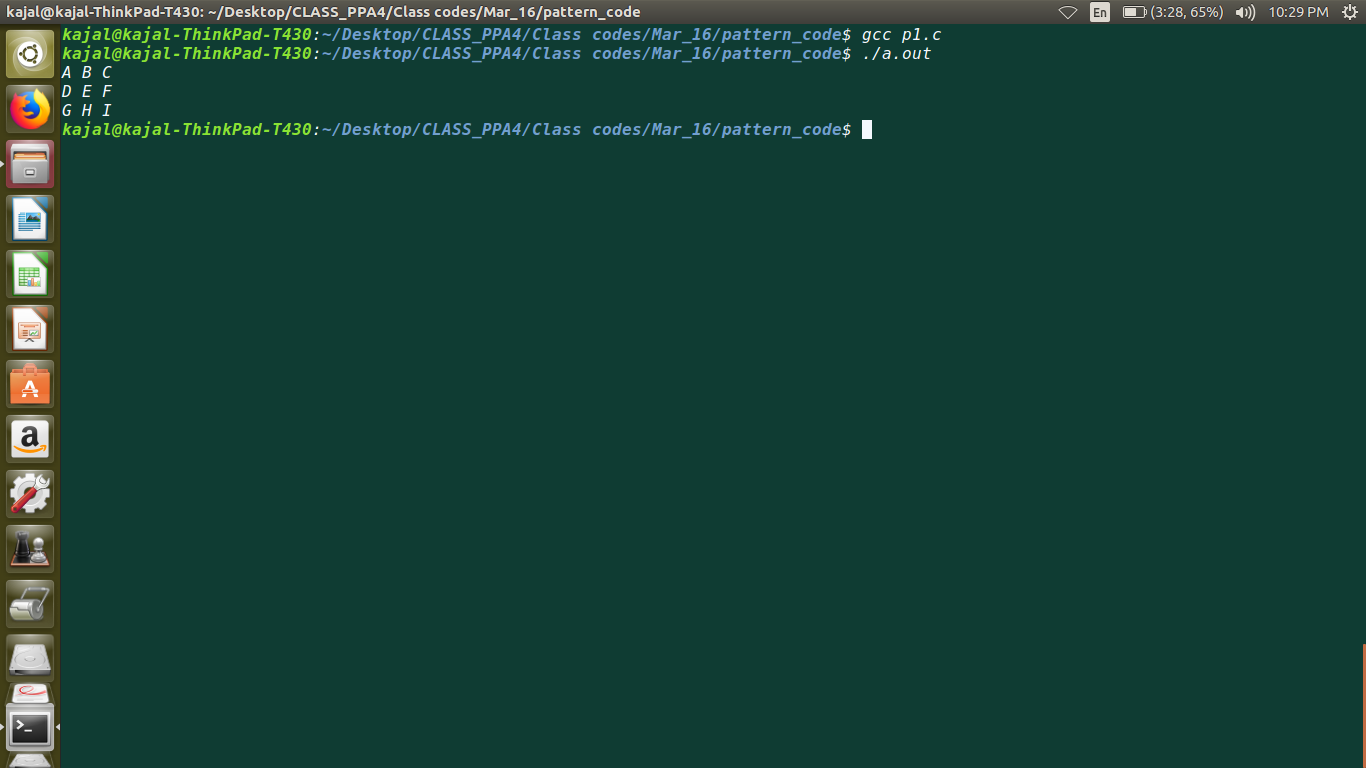 kajal@kajal-ThinkPad-T430: ~/Desktop/CLASS_PPA4/Class codes/Mar_16/pattern_code En (3:28, 65%) 10:29 PM
kajal@kajal-ThinkPad-T430:~/Desktop/CLASS_PPA4/Class codes/Mar_16/pattern_code$ gcc p1.c
kajal@kajal-ThinkPad-T430:~/Desktop/CLASS_PPA4/Class codes/Mar_16/pattern_code$ ./a.out
A B C
D E F
G H I
kajal@kajal-ThinkPad-T430:~/Desktop/CLASS_PPA4/Class codes/Mar_16/pattern_code$
A
a
>_